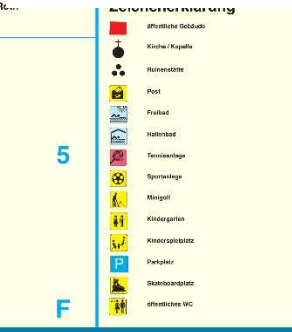 Roth
Zeichenerklärung
öffentliche Gebäude
Kirche / Kapelle
Ruinenstätte
Post
Freibad
Hallenbad
5
Tennisanlage
Sportanlage
Minigolf
Kindergarten
Kinderspielplatz
P Parkplatz
Skateboardplatz
F
öffentliches WC